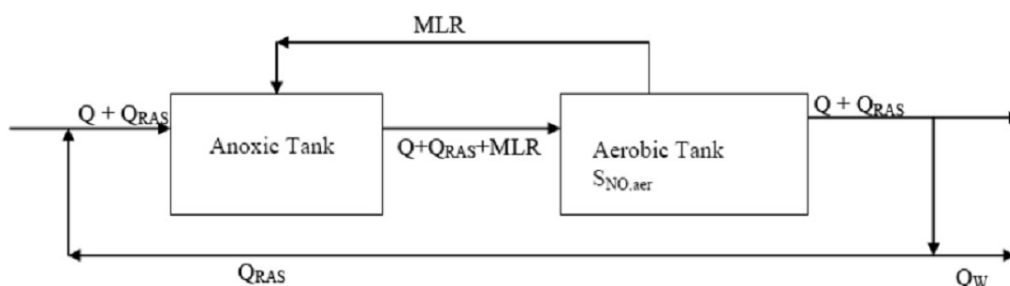 MLR
Q + QRAS
Anoxic Tank
Q+QRAS+MLR
Aerobic Tank
SNO,aer
Q + QRAS
QRAS
QW